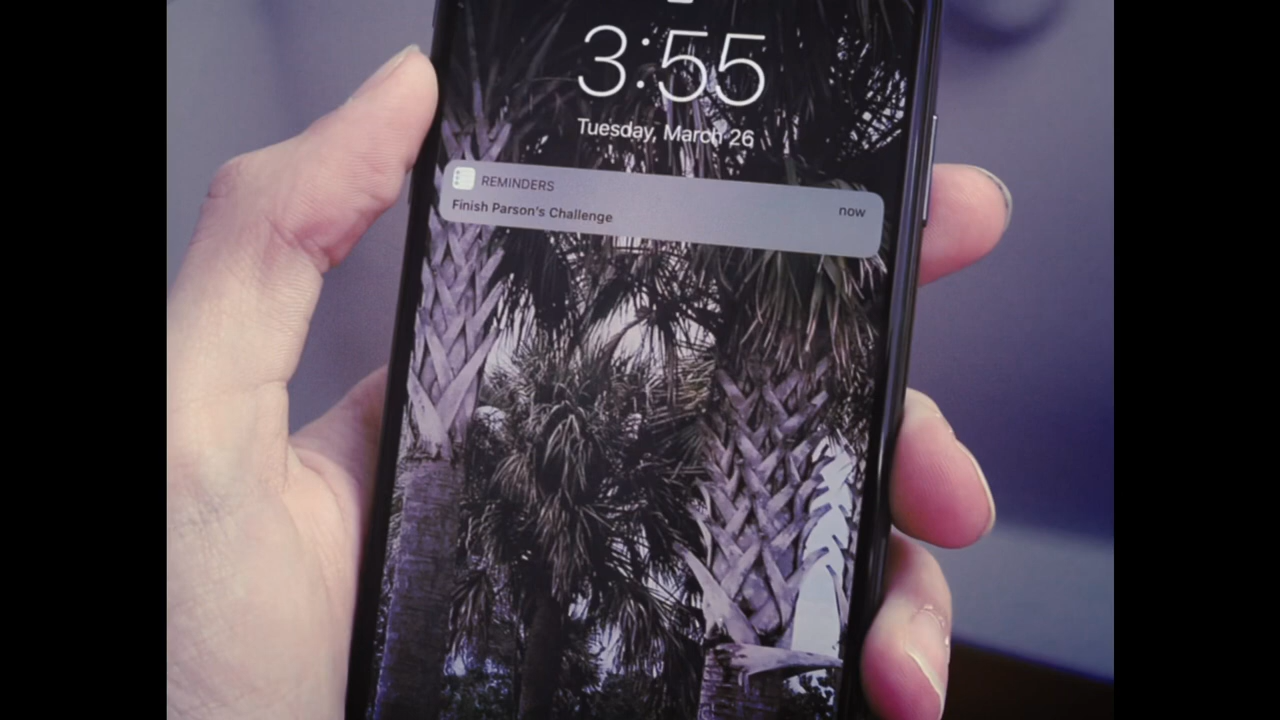 3:55
Tuesday, March 26
REMINDERS
now
Finish Parson's Challenge